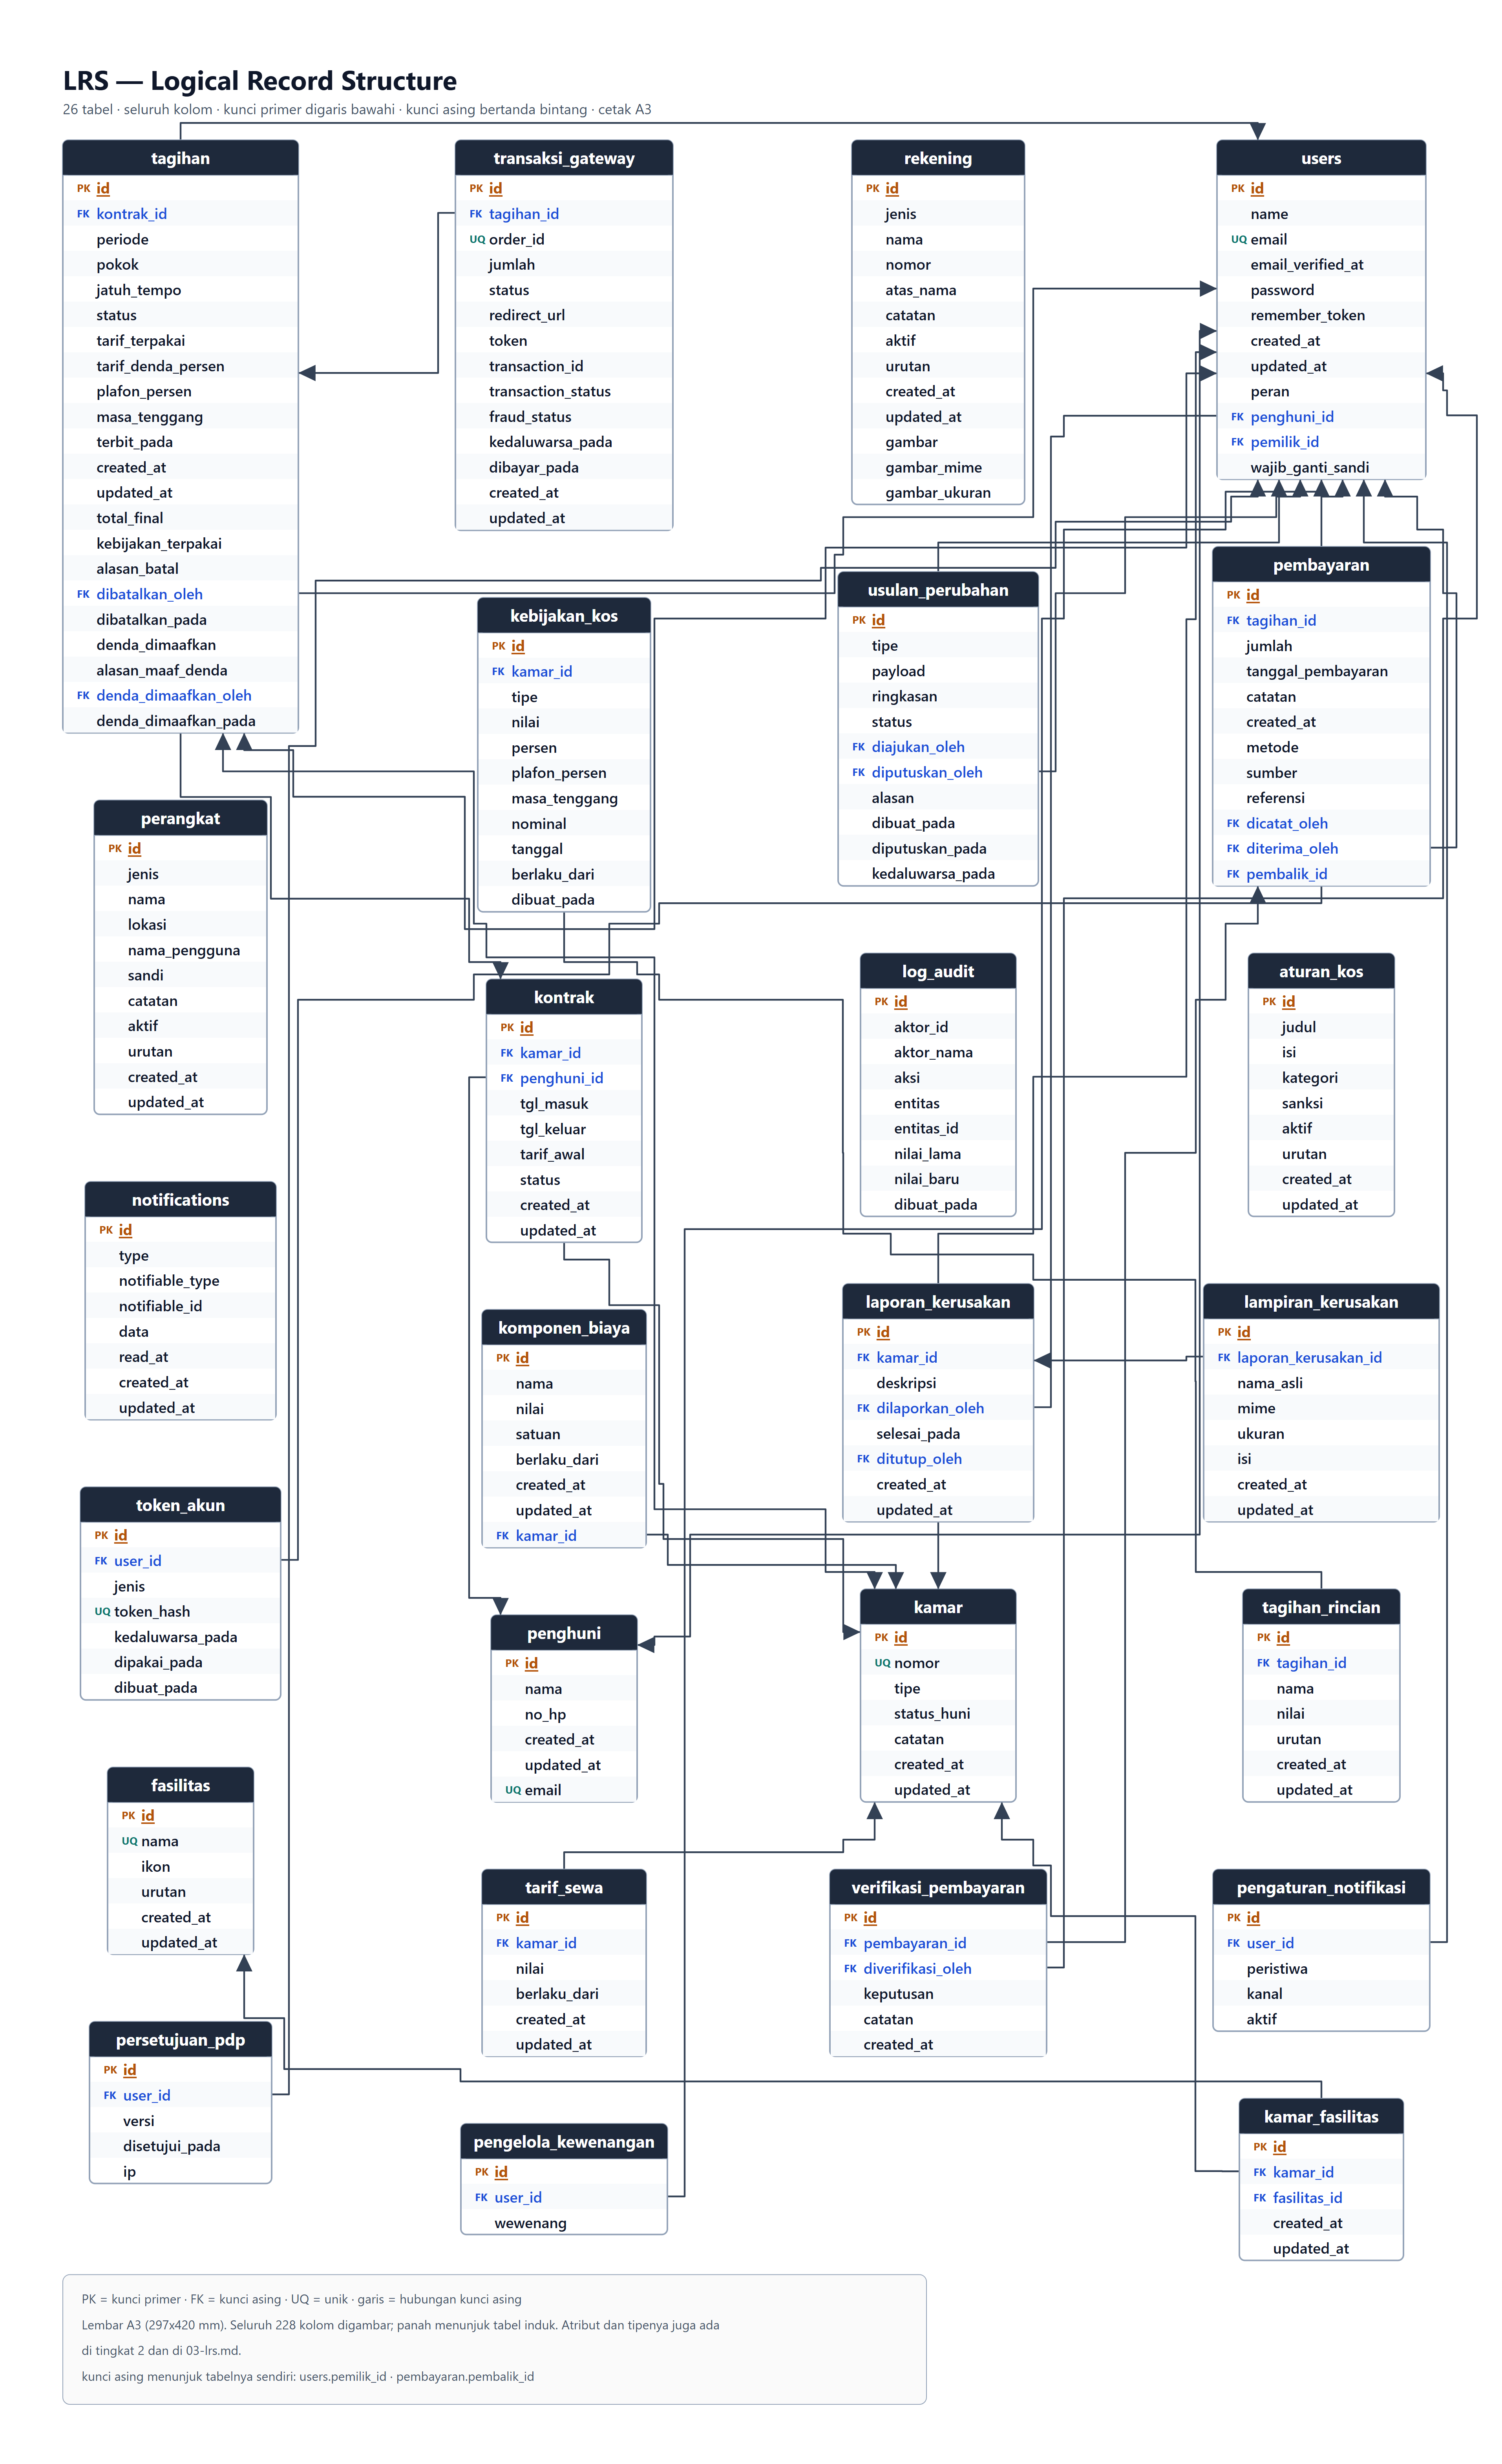 LRS — Logical Record Structure
26 tabel · seluruh kolom · kunci primer digaris bawahi · kunci asing bertanda bintang · cetak A3
tagihan
PK id
FK kontrak_id
periode
pokok
jatuh_tempo
status
tarif_terpakai
tarif_denda_persen
plafon_persen
masa_tenggang
terbit_pada
created_at
updated_at
total_final
kebijakan_terpakai
alasan_batal
FK dibatalkan_oleh
dibatalkan_pada
denda_dimaafkan
alasan_maaf_denda
FK denda_dimaafkan_oleh
denda_dimaafkan_pada
transaksi_gateway
PK id
FK tagihan_id
UQ order_id
jumlah
status
redirect_url
token
transaction_id
transaction_status
fraud_status
kedaluwarsa_pada
dibayar_pada
created_at
updated_at
rekening
PK id
jenis
nama
nomor
atas_nama
catatan
aktif
urutan
created_at
updated_at
gambar
gambar_mime
gambar_ukuran
users
PK id
name
UQ email
email_verified_at
password
remember_token
created_at
updated_at
peran
FK penghuni_id
FK pemilik_id
wajib_ganti_sandi
kebijakan_kos
PK id
FK kamar_id
tipe
nilai
persen
plafon_persen
masa_tenggang
nominal
tanggal
berlaku_dari
dibuat_pada
usulan_perubahan
PK id
tipe
payload
ringkasan
status
FK diajukan_oleh
FK diputuskan_oleh
alasan
dibuat_pada
diputuskan_pada
kedaluwarsa_pada
pembayaran
PK id
FK tagihan_id
jumlah
tanggal_pembayaran
catatan
created_at
metode
sumber
referensi
FK dicatat_oleh
FK diterima_oleh
FK pembalik_id
perangkat
PK id
jenis
nama
lokasi
nama_pengguna
sandi
catatan
aktif
urutan
created_at
updated_at
kontrak
PK id
FK kamar_id
FK penghuni_id
tgl_masuk
tgl_keluar
tarif_awal
status
created_at
updated_at
log_audit
PK id
aktor_id
aktor_nama
aksi
entitas
entitas_id
nilai_lama
nilai_baru
dibuat_pada
aturan_kos
PK id
judul
isi
kategori
sanksi
aktif
urutan
created_at
updated_at
notifications
PK id
type
notifiable_type
notifiable_id
data
read_at
created_at
updated_at
komponen_biaya
PK id
nama
nilai
satuan
berlaku_dari
created_at
updated_at
FK kamar_id
laporan_kerusakan
PK id
FK kamar_id
deskripsi
FK dilaporkan_oleh
selesai_pada
FK ditutup_oleh
created_at
updated_at
lampiran_kerusakan
PK id
FK laporan_kerusakan_id
nama_asli
mime
ukuran
isi
created_at
updated_at
token_akun
PK id
FK user_id
jenis
UQ token_hash
kedaluwarsa_pada
dipakai_pada
dibuat_pada
penghuni
PK id
nama
no_hp
created_at
updated_at
UQ email
kamar
PK id
UQ nomor
tipe
status_huni
catatan
created_at
updated_at
tagihan_rincian
PK id
FK tagihan_id
nama
nilai
urutan
created_at
updated_at
fasilitas
PK id
UQ nama
ikon
urutan
created_at
updated_at
tarif_sewa
PK id
FK kamar_id
nilai
berlaku_dari
created_at
updated_at
verifikasi_pembayaran
PK id
FK pembayaran_id
FK diverifikasi_oleh
keputusan
catatan
created_at
pengaturan_notifikasi
PK id
FK user_id
peristiwa
kanal
aktif
persetujuan_pdp
PK id
FK user_id
versi
disetujui_pada
ip
pengelola_kewenangan
PK id
FK user_id
wewenang
kamar_fasilitas
PK id
FK kamar_id
FK fasilitas_id
created_at
updated_at
PK = kunci primer · FK = kunci asing · UQ = unik · garis = hubungan kunci asing
Lembar A3 (297x420 mm). Seluruh 228 kolom digambar; panah menunjuk tabel induk. Atribut dan tipenya juga ada
di tingkat 2 dan di 03-lrs.md.
kunci asing menunjuk tabelnya sendiri: users.pemilik_id · pembayaran.pembalik_id